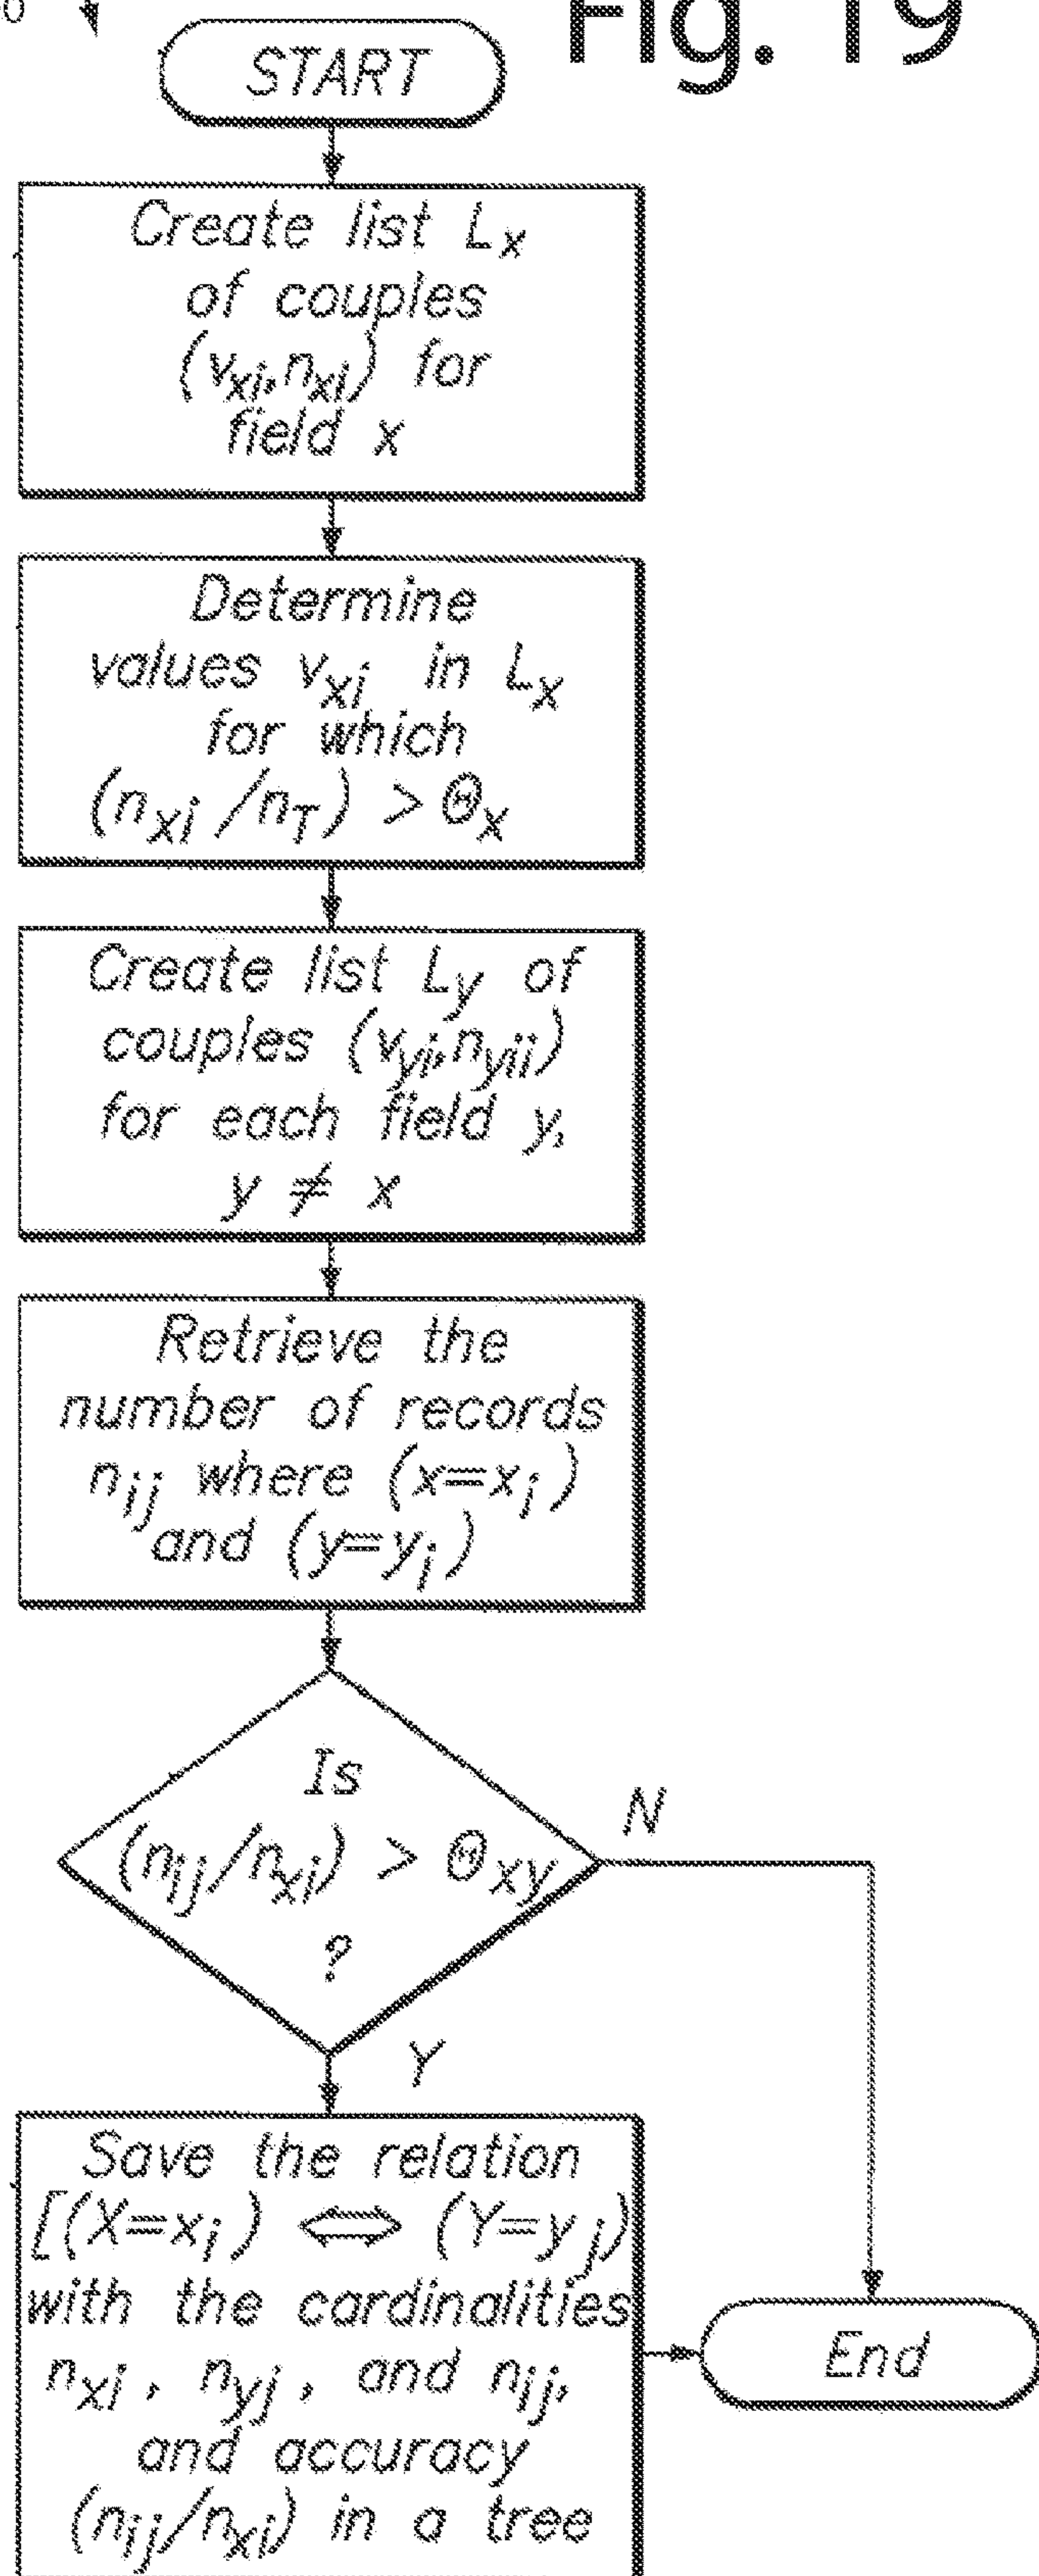 Fig. 19
START
Create list Lx
of couples
(vxi,nxi) for
field x
Determine
values vxi in Lx
for which
(nxi /nT) > Θx
Create list Ly of
couples (vyi,nyii)
for each field y,
y ≠ x
Retrieve the
number of records
nij where (x=xi)
and (y=yi)
Is
(nij/nxi) > Θxy
?
N
Y
Save the relation
[(X=xi) ⇔ (Y=yj)
with the cardinalities
nxi, nyj, and nij,
and accuracy
(nij/nxi) in a tree
End